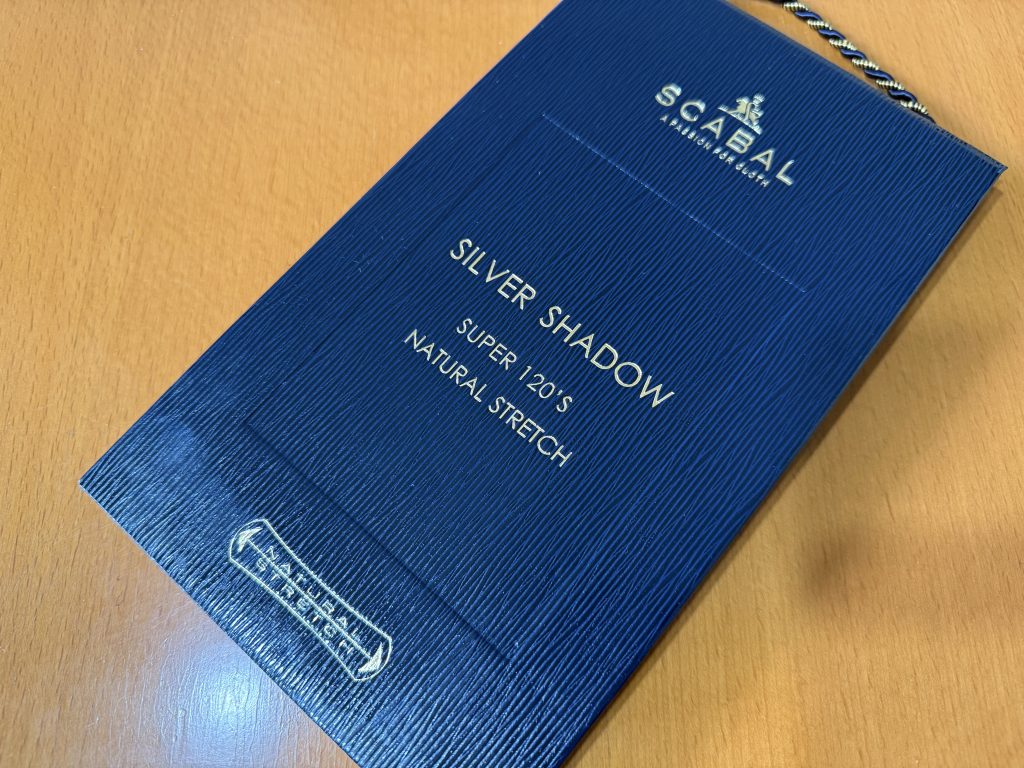 SCABAL
A PASSION FOR CLOTH
SILVER SHADOW
SUPER 120'S
NATURAL STRETCH
NATURAL
STRETCH